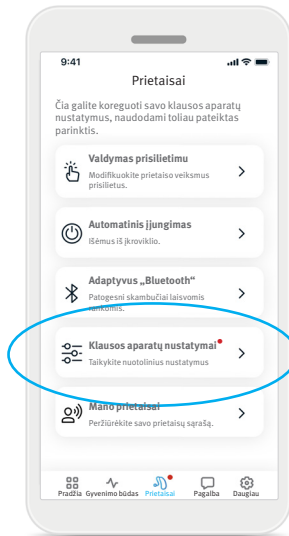 9:41
Prietaisai
Čia galite koreguoti savo klausos aparatų
nustatymus, naudodami toliau pateiktas
parinktis.
Valdymas prisilietimu
Modifikuokite prietaiso veiksmus
prisilietus.
Automatinis įjungimas
Išėmus iš įkroviklio.
Adaptyvus „Bluetooth“
Patogesni skambučiai laisvomis
rankomis.
Klausos aparatų nustatymai
Taikykite nuotolinius nustatymus
Mano prietaisai
Peržiūrėkite savo prietaisų sąrašą.
Pradžia Gyvenimo būdas Prietaisai Pagalba Daugiau